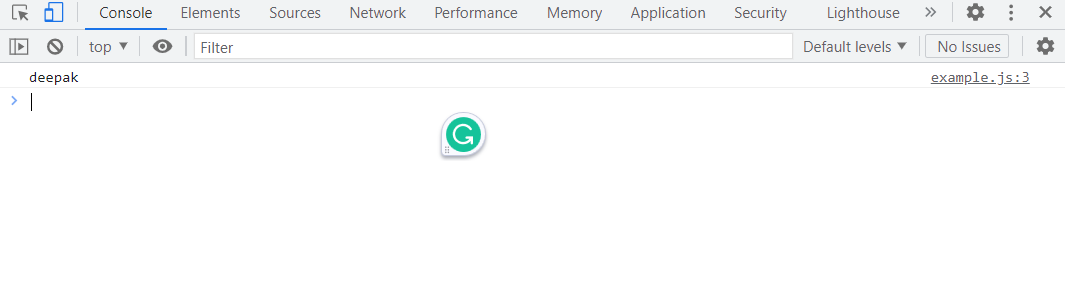 Console Elements Sources Network Performance Memory Application Security Lighthouse »
top ▼ Filter Default levels ▼ No Issues
deepak example.js:3
>